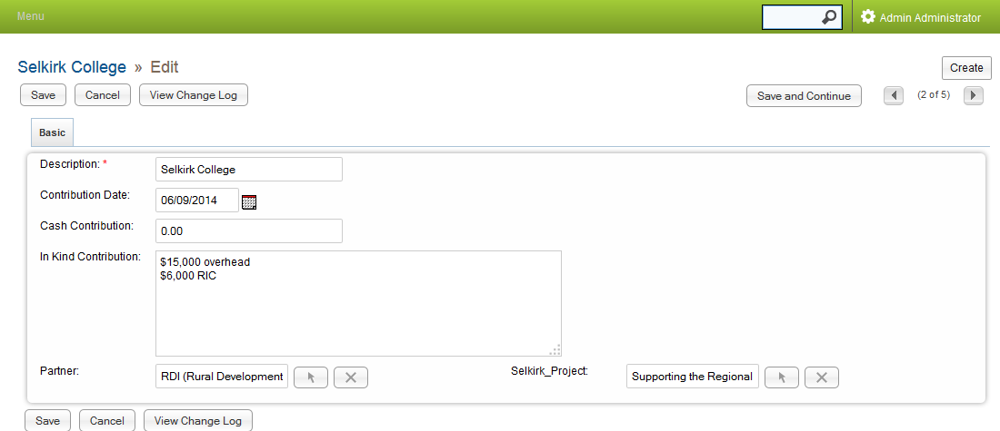 Menu
Admin Administrator
Selkirk College » Edit
Create
Save Cancel View Change Log Save and Continue (2 of 5)
Basic
Description: * Selkirk College
Contribution Date: 06/09/2014
Cash Contribution: 0.00
In Kind Contribution: $15,000 overhead
$6,000 RIC
Partner: RDI (Rural Development Selkirk_Project: Supporting the Regional
Save Cancel View Change Log